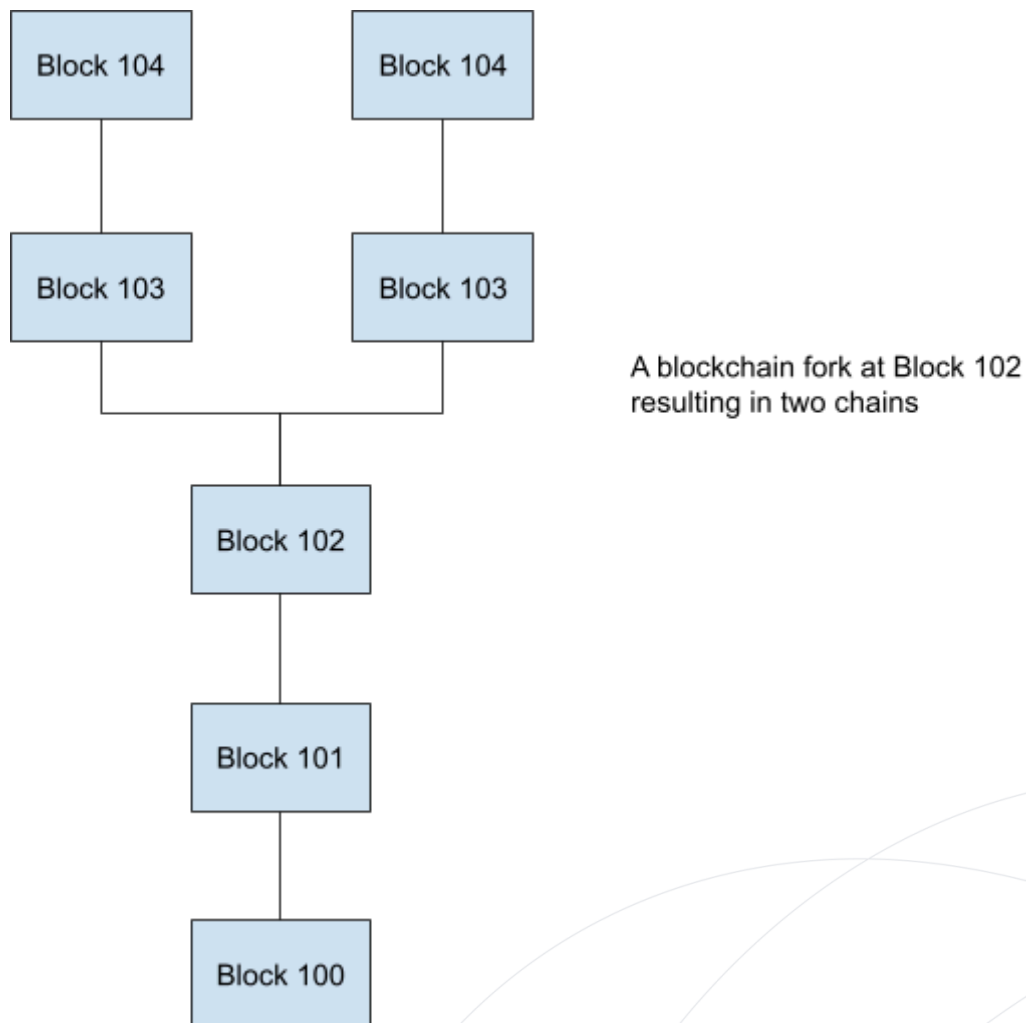 Block 104
Block 104
Block 103
Block 103
A blockchain fork at Block 102
resulting in two chains
Block 102
Block 101
Block 100